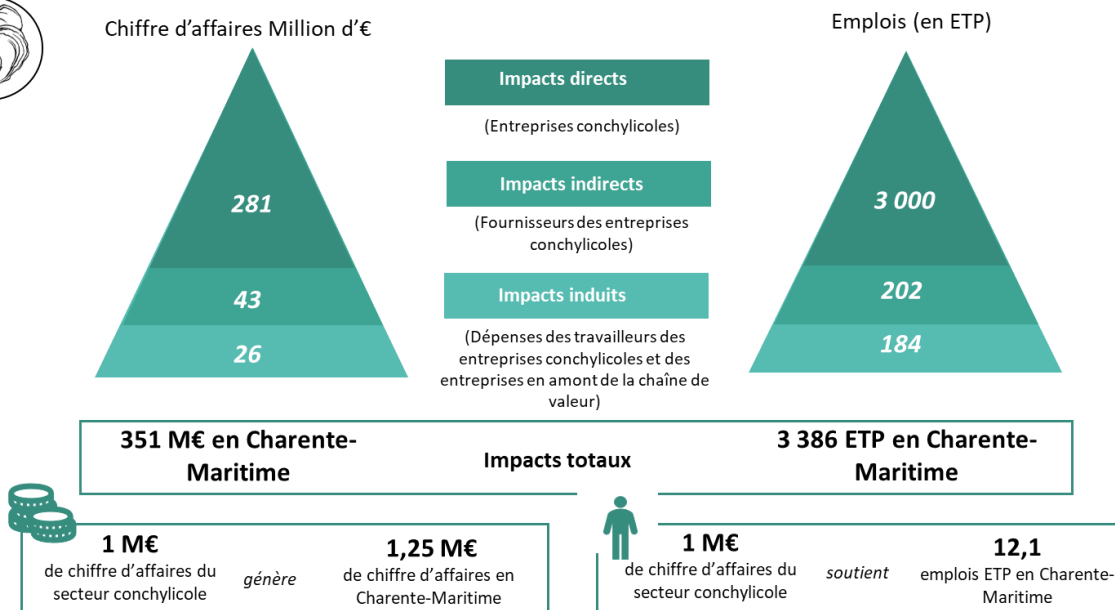 Chiffre d'affaires Million d'€
Emplois (en ETP)
Impacts directs
(Entreprises conchylicoles)
Impacts indirects
(Fournisseurs des entreprises
conchylicoles)
Impacts induits
(Dépenses des travailleurs des
entreprises conchylicoles et des
entreprises en amont de la chaîne de
valeur)
281
43
26
3 000
202
184
351 M€ en Charente-
Maritime
Impacts totaux
3 386 ETP en Charente-
Maritime
1 M€
de chiffre d'affaires du
secteur conchylicole
génère
1,25 M€
de chiffre d'affaires en
Charente-Maritime
1 M€
de chiffre d'affaires du
secteur conchylicole
soutient
12,1
emplois ETP en Charente-
Maritime